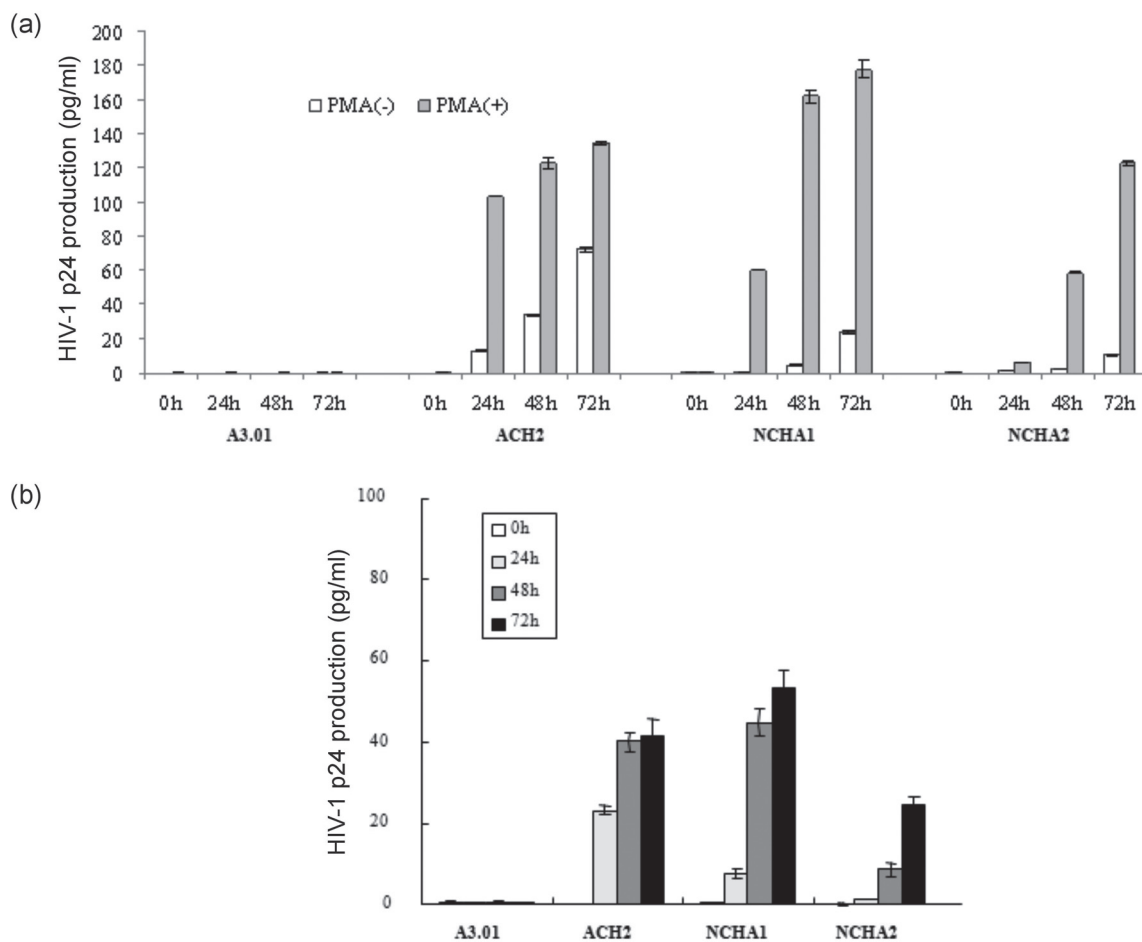 (a)
HIV-1 p24 production (pg/ml)
200
180
160
140
120
100
80
60
40
20
0
PMA(-) PMA(+)
0h 24h 48h 72h 0h 24h 48h 72h 0h 24h 48h 72h 0h 24h 48h 72h
A3.01 ACH2 NCHA1 NCHA2
(b)
HIV-1 p24 production (pg/ml)
100
80
60
40
20
0
0h
24h
48h
72h
A3.01 ACH2 NCHA1 NCHA2